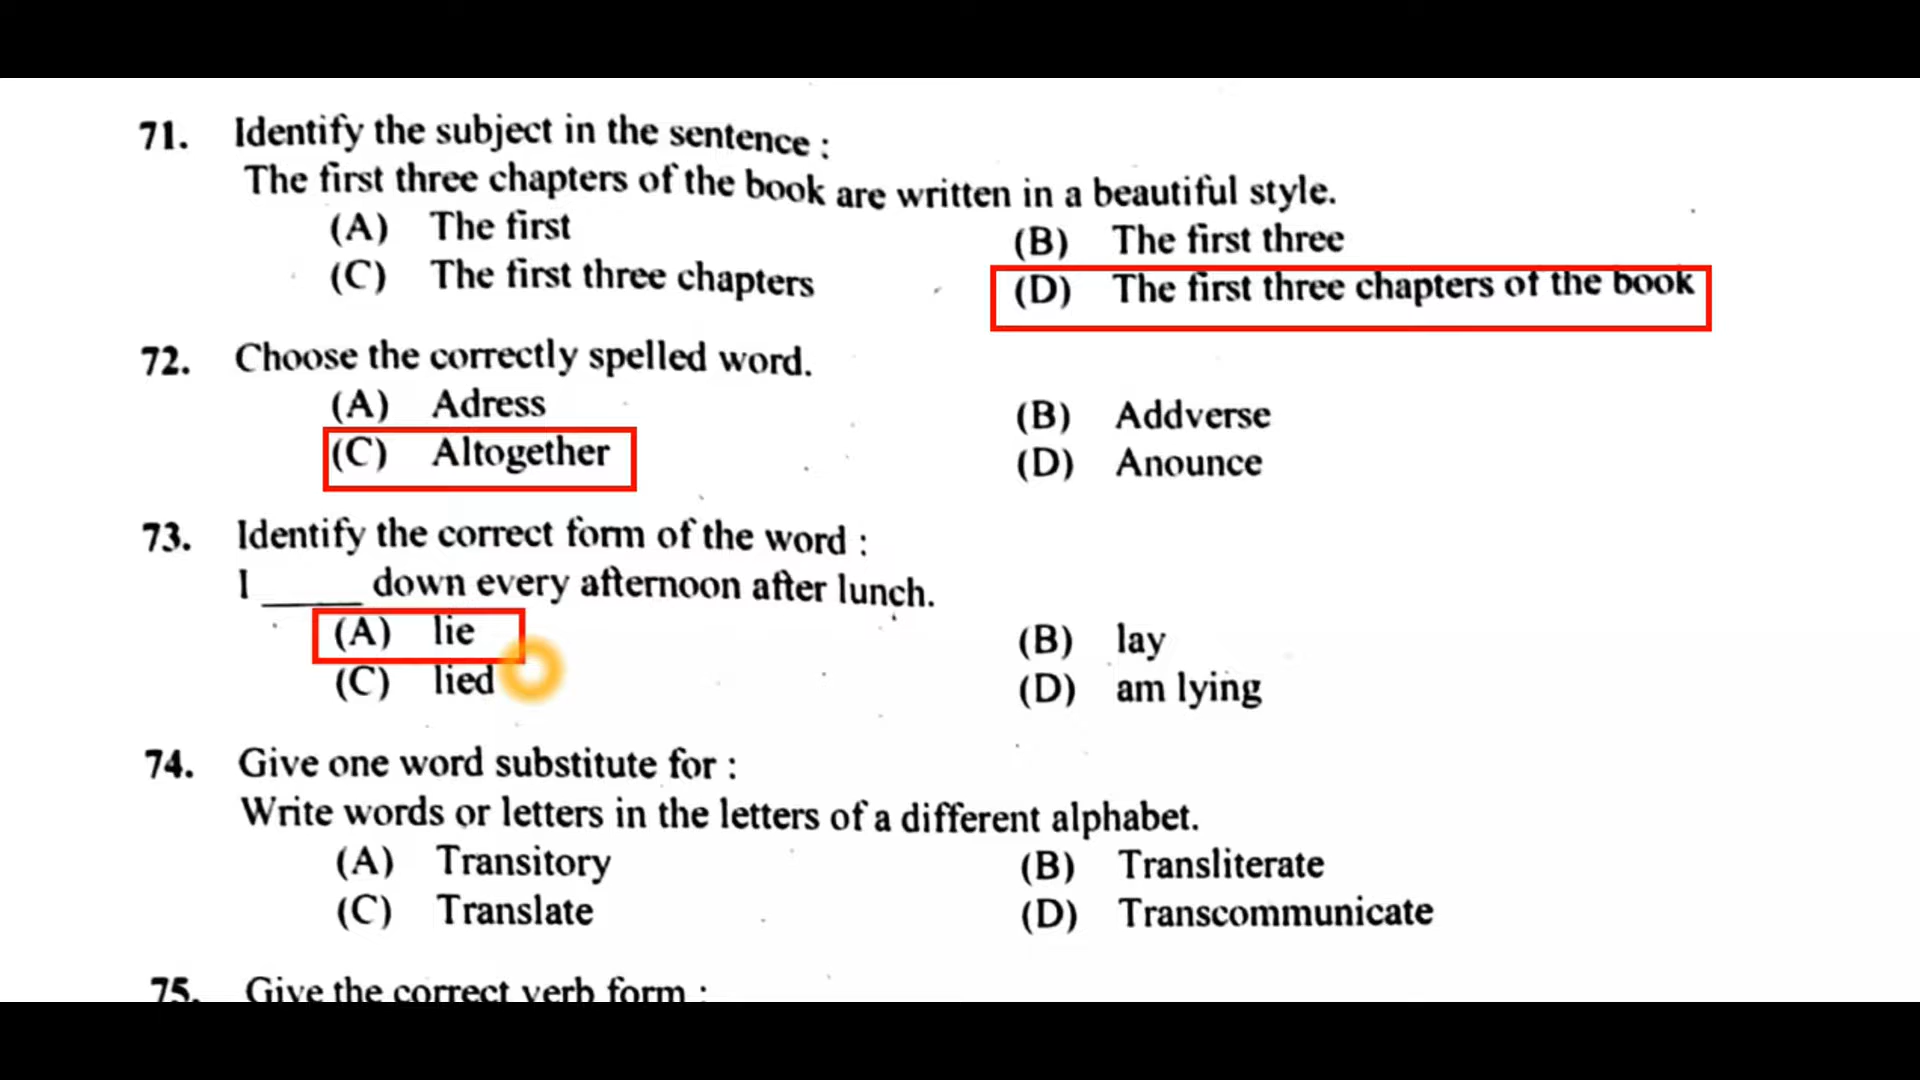 71. Identify the subject in the sentence :
The first three chapters of the book are written in a beautiful style.
(A) The first (B) The first three
(C) The first three chapters (D) The first three chapters of the book
72. Choose the correctly spelled word.
(A) Adress (B) Addverse
(C) Altogether (D) Anounce
73. Identify the correct form of the word :
I _____ down every afternoon after lunch.
(A) lie (B) lay
(C) lied (D) am lying
74. Give one word substitute for :
Write words or letters in the letters of a different alphabet.
(A) Transitory (B) Transliterate
(C) Translate (D) Transcommunicate
75. Give the correct verb form :